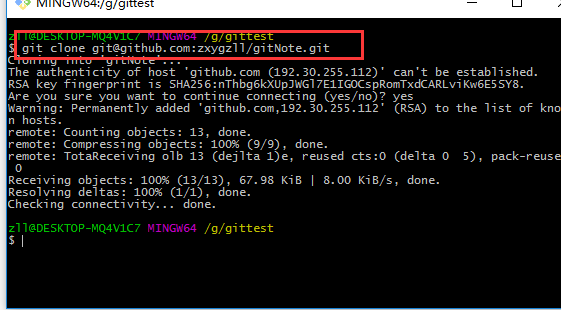 MINGW64:/g/gittest
zll@DESKTOP-MQ4V1C7 MINGW64 /g/gittest
$ git clone git@github.com:zxygzll/gitNote.git
Cloning into 'gitNote'...
The authenticity of host 'github.com (192.30.255.112)' can't be established.
RSA key fingerprint is SHA256:nThbg6kXUpJWGl7E1IGOCspRomTxdCARLviKw6E5SY8.
Are you sure you want to continue connecting (yes/no)? yes
Warning: Permanently added 'github.com,192.30.255.112' (RSA) to the list of know
n hosts.
remote: Counting objects: 13, done.
remote: Compressing objects: 100% (9/9), done.
remote: TotaReceiving olb 13 (dejlta 1)e, reused cts:0 (delta 0  5), pack-reuse
 0
Receiving objects: 100% (13/13), 67.98 KiB | 8.00 KiB/s, done.
Resolving deltas: 100% (1/1), done.
Checking connectivity... done.
zll@DESKTOP-MQ4V1C7 MINGW64 /g/gittest
$